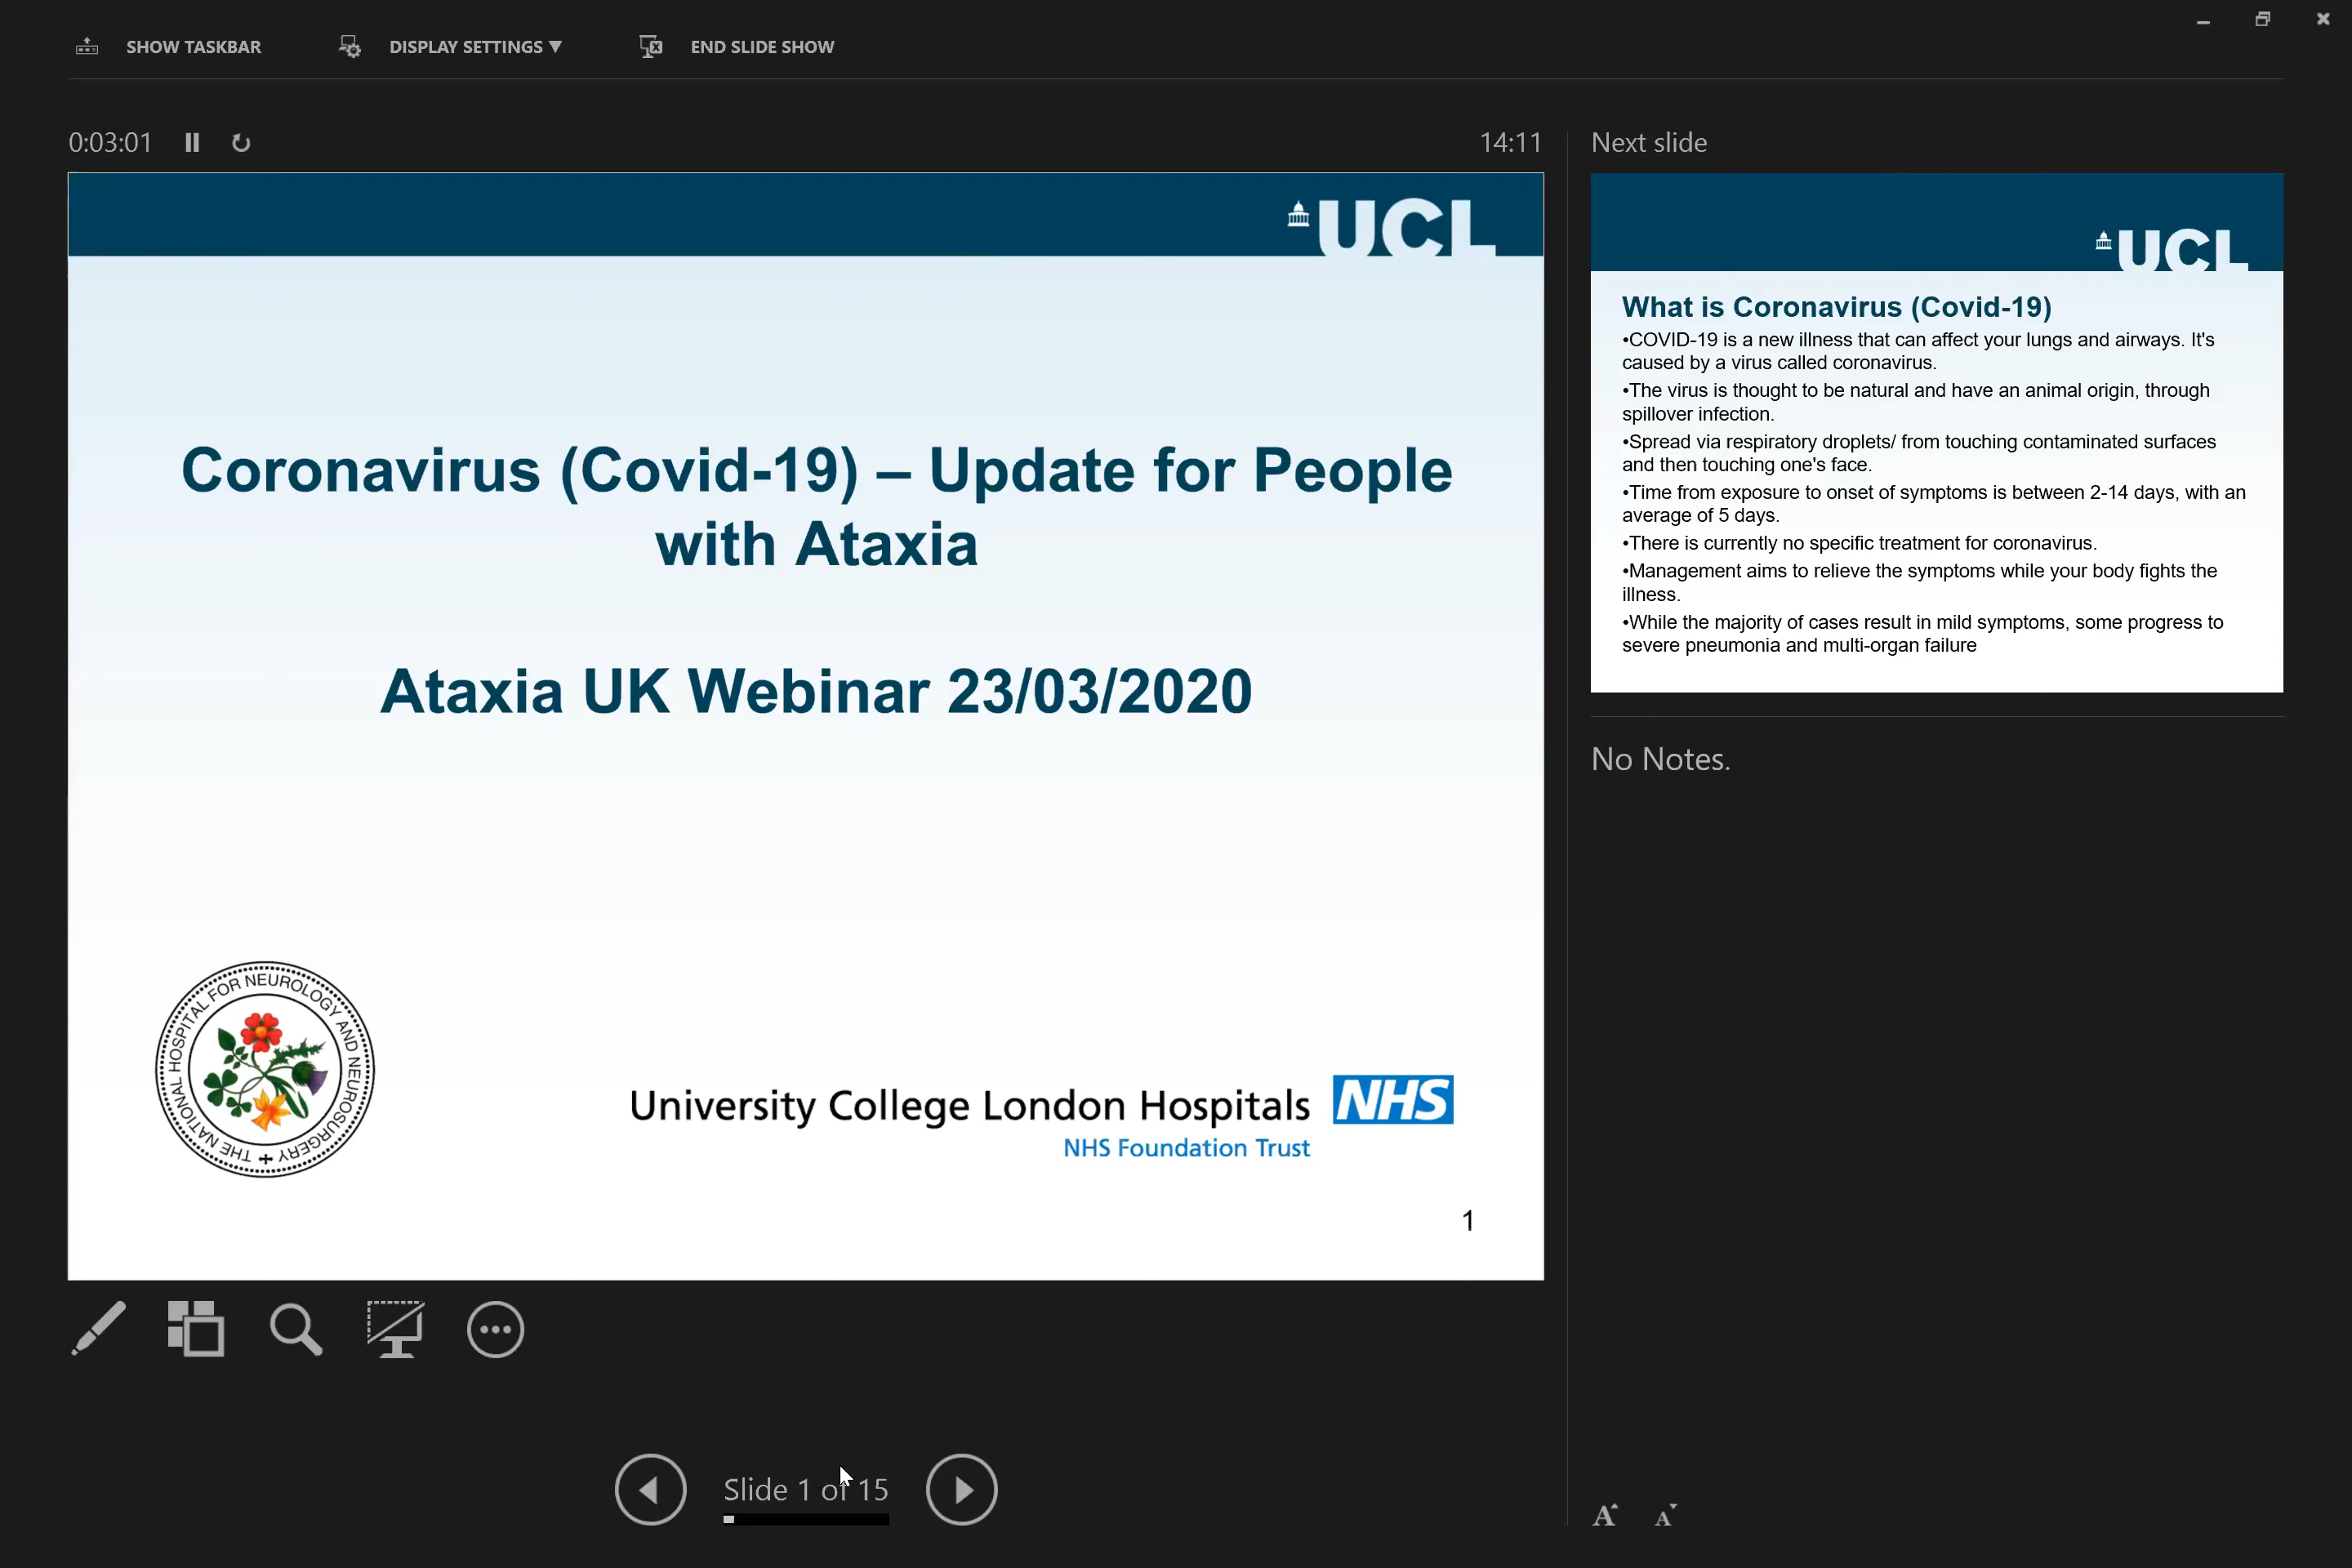 SHOW TASKBAR
DISPLAY SETTINGS ▼
END SLIDE SHOW
0:03:01
14:11
UCL
Coronavirus (Covid-19) – Update for People
with Ataxia
Ataxia UK Webinar 23/03/2020
THE NATIONAL HOSPITAL FOR NEUROLOGY AND NEUROSURGERY
University College London Hospitals NHS
NHS Foundation Trust
1
Slide 1 of 15
Next slide
UCL
What is Coronavirus (Covid-19)
•COVID-19 is a new illness that can affect your lungs and airways. It's
caused by a virus called coronavirus.
•The virus is thought to be natural and have an animal origin, through
spillover infection.
•Spread via respiratory droplets/ from touching contaminated surfaces
and then touching one's face.
•Time from exposure to onset of symptoms is between 2-14 days, with an
average of 5 days.
•There is currently no specific treatment for coronavirus.
•Management aims to relieve the symptoms while your body fights the
illness.
•While the majority of cases result in mild symptoms, some progress to
severe pneumonia and multi-organ failure
No Notes.
A A